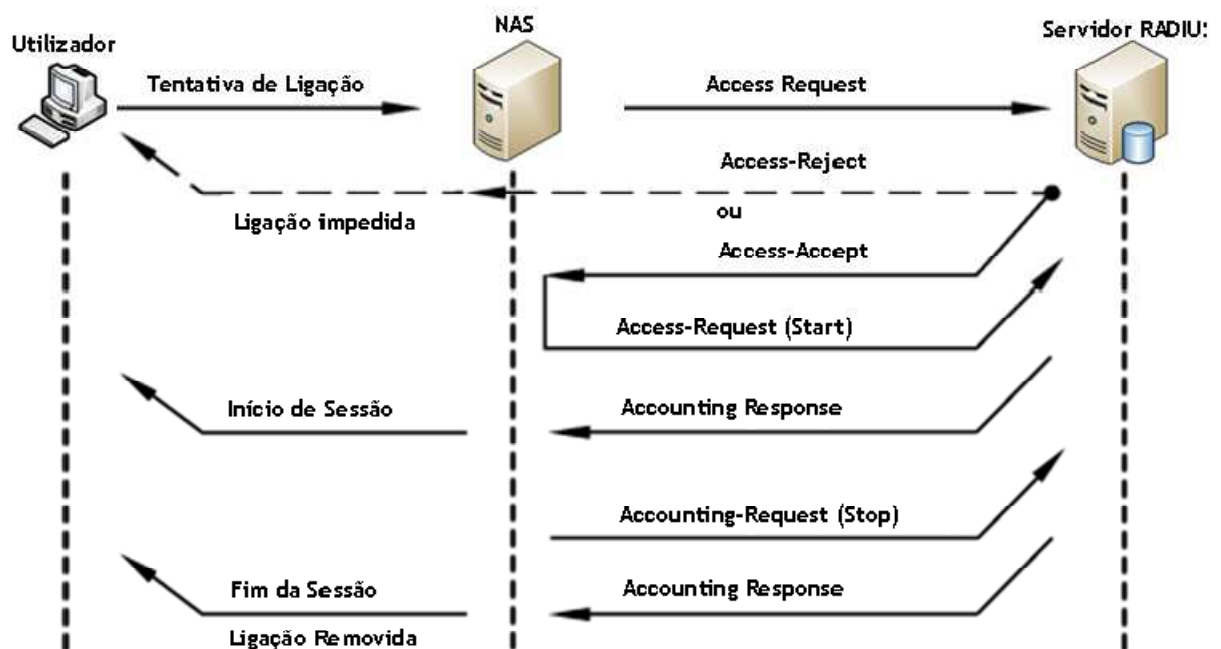 NAS
Utilizador
Servidor RADIU:
Tentativa de Ligação
Access Request
Access-Reject
Ligação impedida
ou
Access-Accept
Access-Request (Start)
Início de Sessão
Accounting Response
Accounting-Request (Stop)
Fim da Sessão
Accounting Response
Ligação Removida